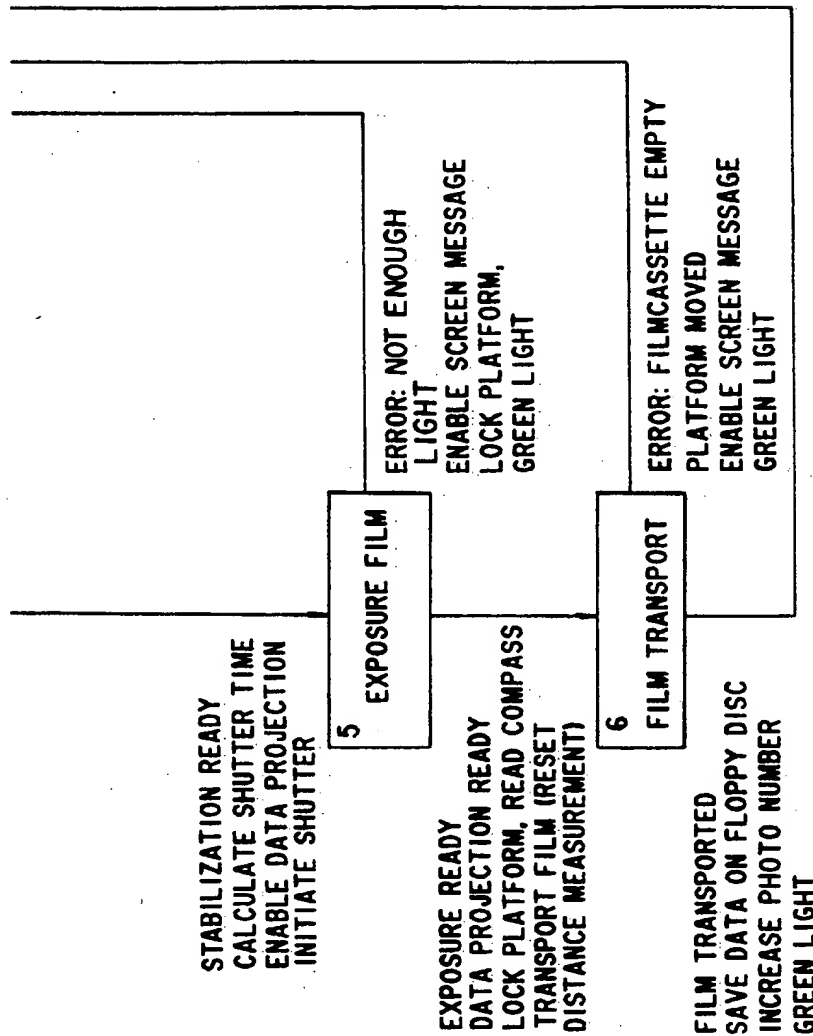 STABILIZATION READY
CALCULATE SHUTTER TIME
ENABLE DATA PROJECTION
INITIATE SHUTTER
5
EXPOSURE FILM
ERROR: NOT ENOUGH
LIGHT
ENABLE SCREEN MESSAGE
LOCK PLATFORM,
GREEN LIGHT
EXPOSURE READY
DATA PROJECTION READY
LOCK PLATFORM, READ COMPASS
TRANSPORT FILM (RESET
DISTANCE MEASUREMENT)
6
FILM TRANSPORT
ERROR: FILMCASSETTE EMPTY
PLATFORM MOVED
ENABLE SCREEN MESSAGE
GREEN LIGHT
FILM TRANSPORTED
SAVE DATA ON FLOPPY DISC
INCREASE PHOTO NUMBER
GREEN LIGHT